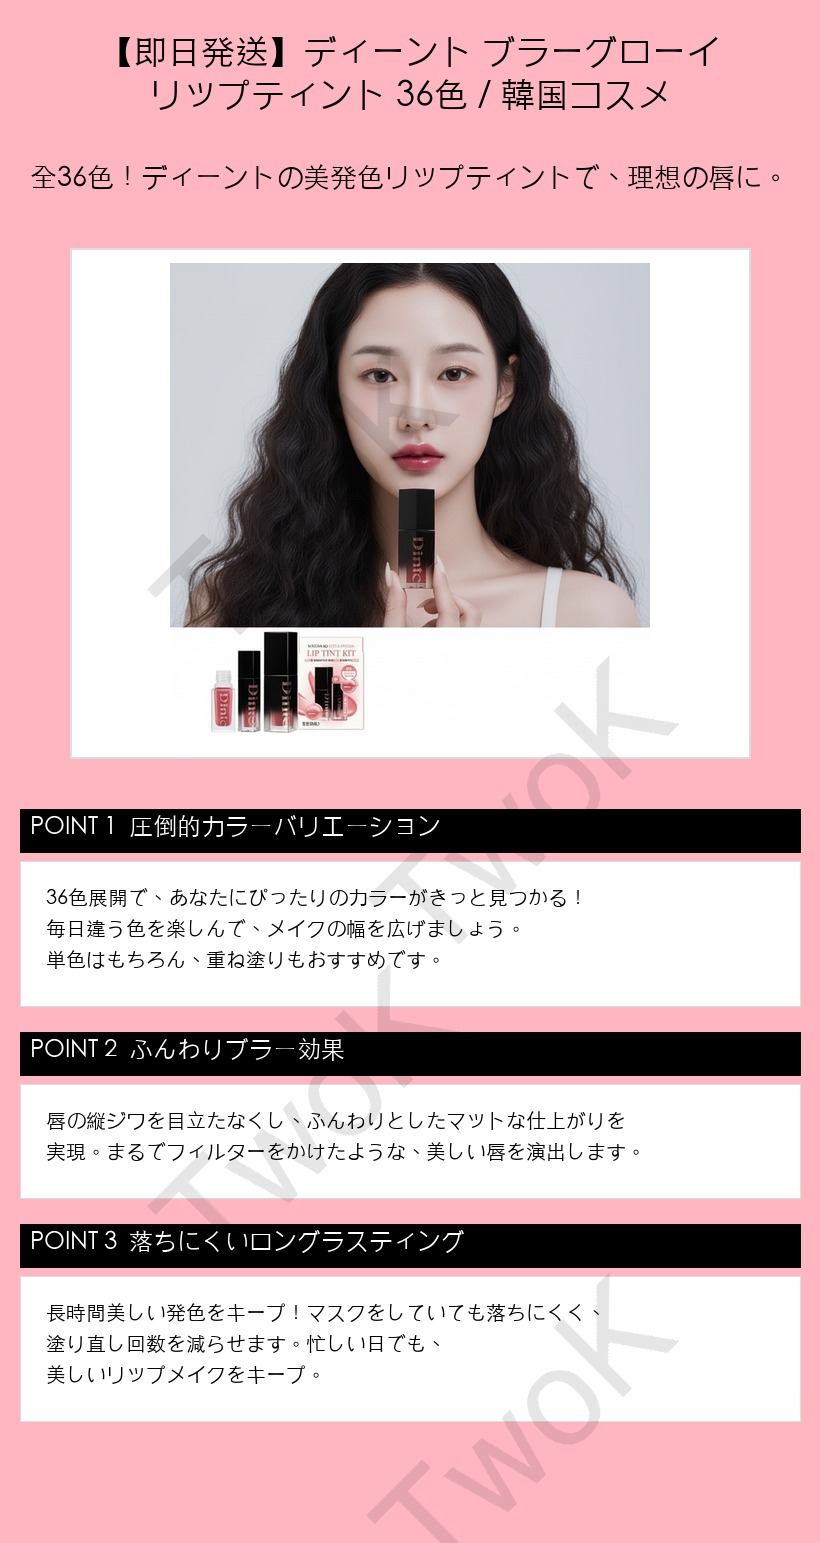 【即日発送】ディーント ブラーグローイ
リップティント 36色 / 韓国コスメ
全36色！ディーントの美発色リップティントで、理想の唇に。
Dinto
LIP TINT KIT
Dinto
Dinto
Dinto
POINT 1 圧倒的カラーバリエーション
36色展開で、あなたにぴったりのカラーがきっと見つかる！
毎日違う色を楽しんで、メイクの幅を広げましょう。
単色はもちろん、重ね塗りもおすすめです。
POINT 2 ふんわりブラー効果
唇の縦ジワを目立たなくし、ふんわりとしたマットな仕上がりを
実現。まるでフィルターをかけたような、美しい唇を演出します。
POINT 3 落ちにくいロングラスティング
長時間美しい発色をキープ！マスクをしていても落ちにくく、
塗り直し回数を減らせます。忙しい日でも、
美しいリップメイクをキープ。
TwoK
TwoK
TwoK
TwoK